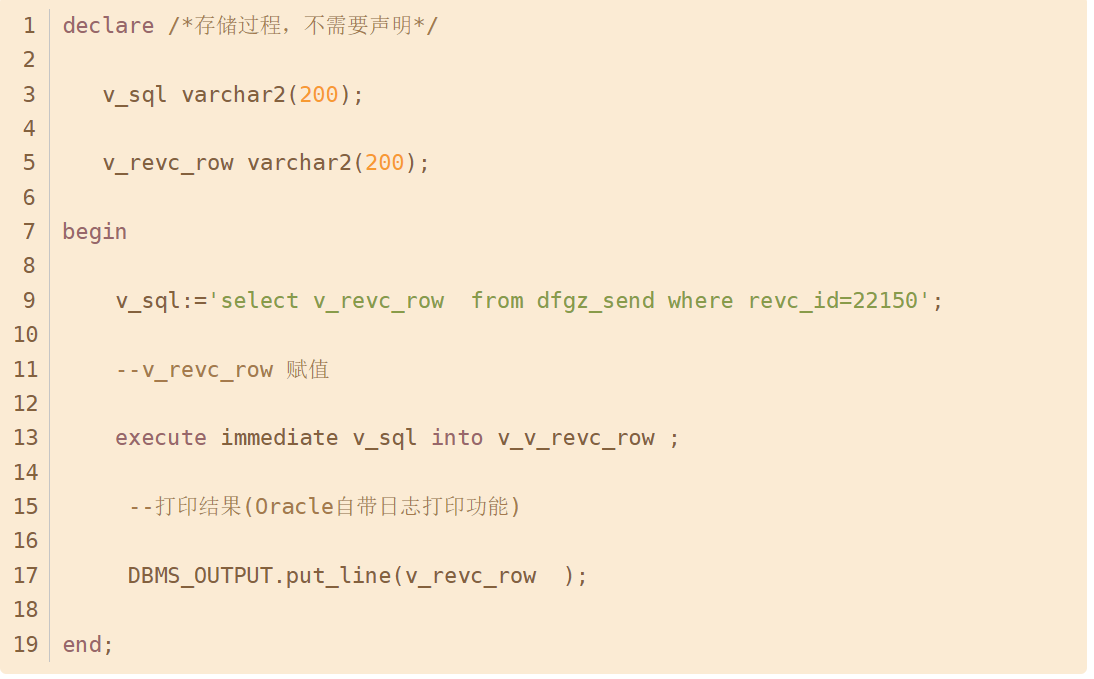 1 declare /*存储过程，不需要声明*/
2
3 v_sql varchar2(200);
4
5 v_revc_row varchar2(200);
6
7 begin
8
9 v_sql:='select v_revc_row  from dfgz_send where revc_id=22150';
10
11 --v_revc_row 赋值
12
13 execute immediate v_sql into v_v_revc_row ;
14
15 --打印结果(Oracle自带日志打印功能)
16
17 DBMS_OUTPUT.put_line(v_revc_row  );
18
19 end;